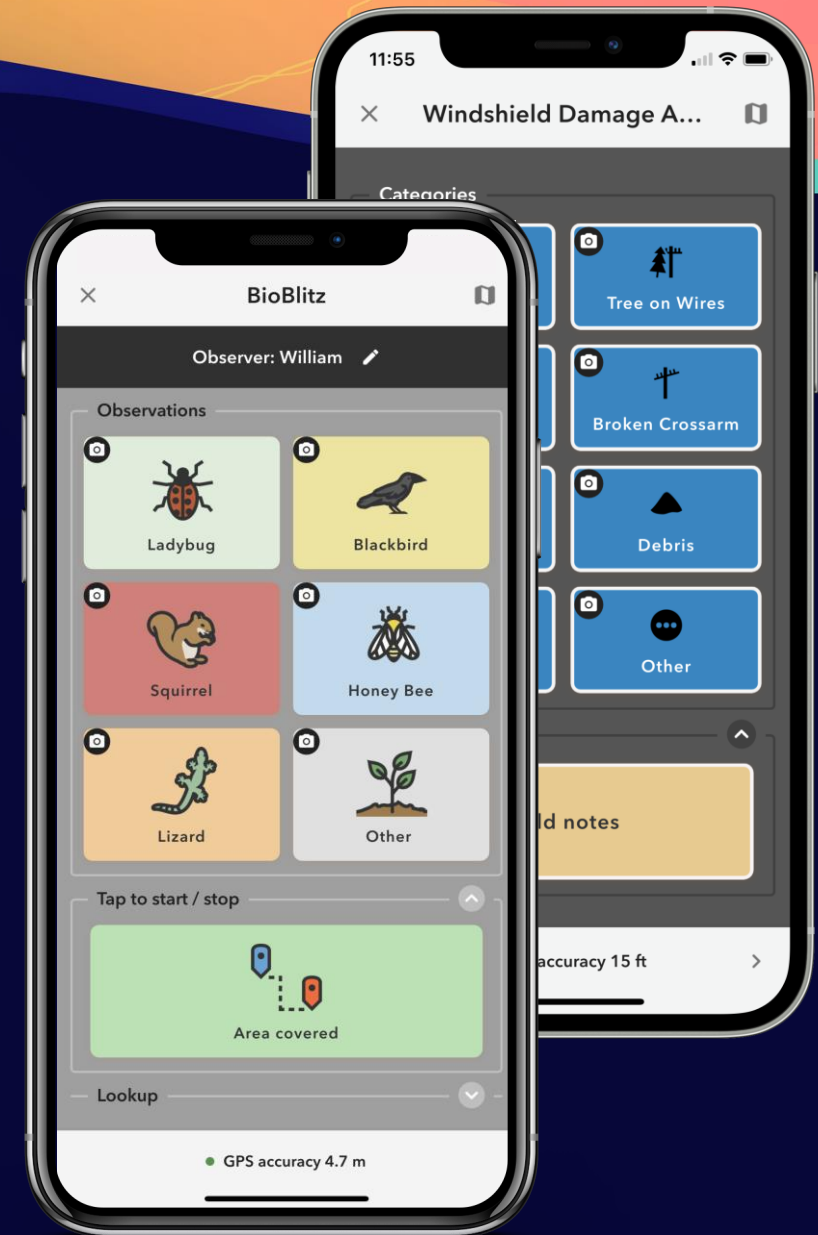 11:55
Windshield Damage A...
Categories
Tree on Wires
Broken Crossarm
Debris
Other
ld notes
accuracy 15 ft
BioBlitz
Observer: William
Observations
Ladybug
Blackbird
Squirrel
Honey Bee
Lizard
Other
Tap to start / stop
Area covered
Lookup
GPS accuracy 4.7 m